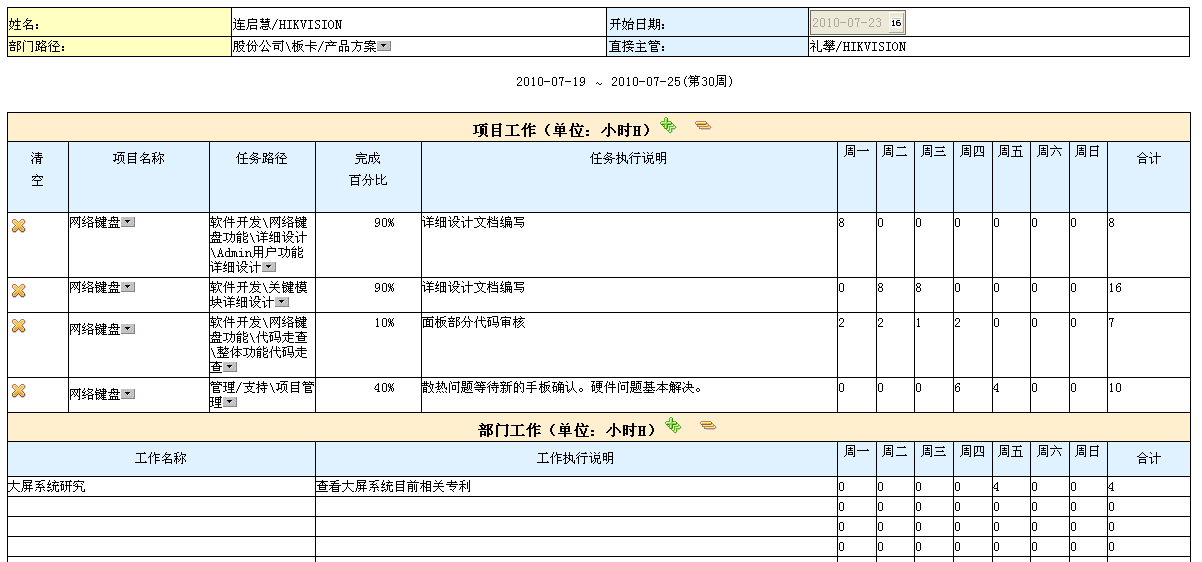 姓名: 连启慧/HIKVISION 开始日期: 2010-07-23 16
部门路径: 股份公司\板卡/产品方案 直接主管: 礼攀/HIKVISION
2010-07-19 ~ 2010-07-25(第30周)
项目工作(单位: 小时H)
清空 项目名称 任务路径 完成百分比 任务执行说明 周一 周二 周三 周四 周五 周六 周日 合计
网络键盘 软件开发\网络键盘功能\详细设计\Admin用户功能详细设计 90% 详细设计文档编写 8 0 0 0 0 0 0 8
网络键盘 软件开发\关键模块详细设计 90% 详细设计文档编写 0 8 8 0 0 0 0 16
网络键盘 软件开发\网络键盘功能\代码走查\整体功能代码走查 10% 面板部分代码审核 2 2 1 2 0 0 0 7
网络键盘 管理/支持\项目管理 40% 散热问题等待新的手板确认。硬件问题基本解决。 0 0 0 6 4 0 0 10
部门工作(单位: 小时H)
工作名称 工作执行说明 周一 周二 周三 周四 周五 周六 周日 合计
大屏系统研究 查看大屏系统目前相关专利 0 0 0 0 4 0 0 4
0 0 0 0 0 0 0 0
0 0 0 0 0 0 0 0
0 0 0 0 0 0 0 0